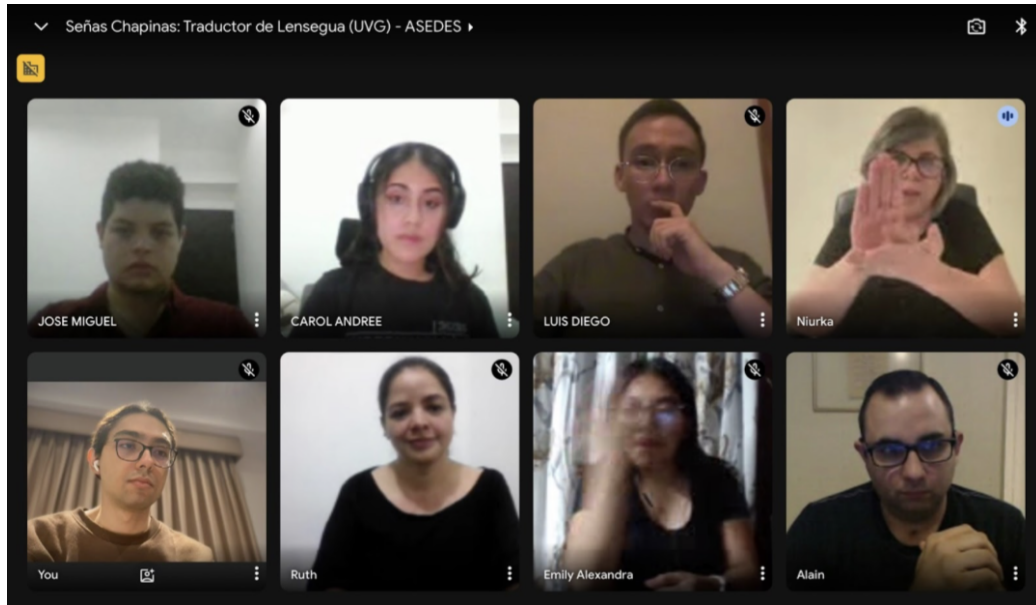 Señas Chapinas: Traductor de Lensegua (UVG) - ASEDES
JOSE MIGUEL
CAROL ANDREE
LUIS DIEGO
Niurka
You
Ruth
Emily Alexandra
Alain